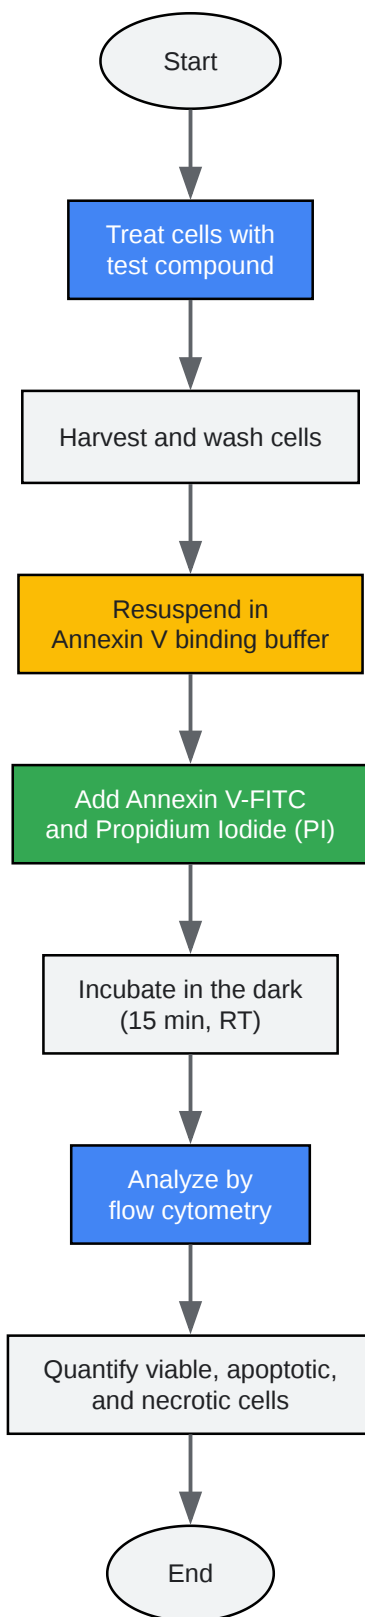 Start
Treat cells with
test compound
Harvest and wash cells
Resuspend in
Annexin V binding buffer
Add Annexin V-FITC
and Propidium Iodide (PI)
Incubate in the dark
(15 min, RT)
Analyze by
flow cytometry
Quantify viable, apoptotic,
and necrotic cells
End